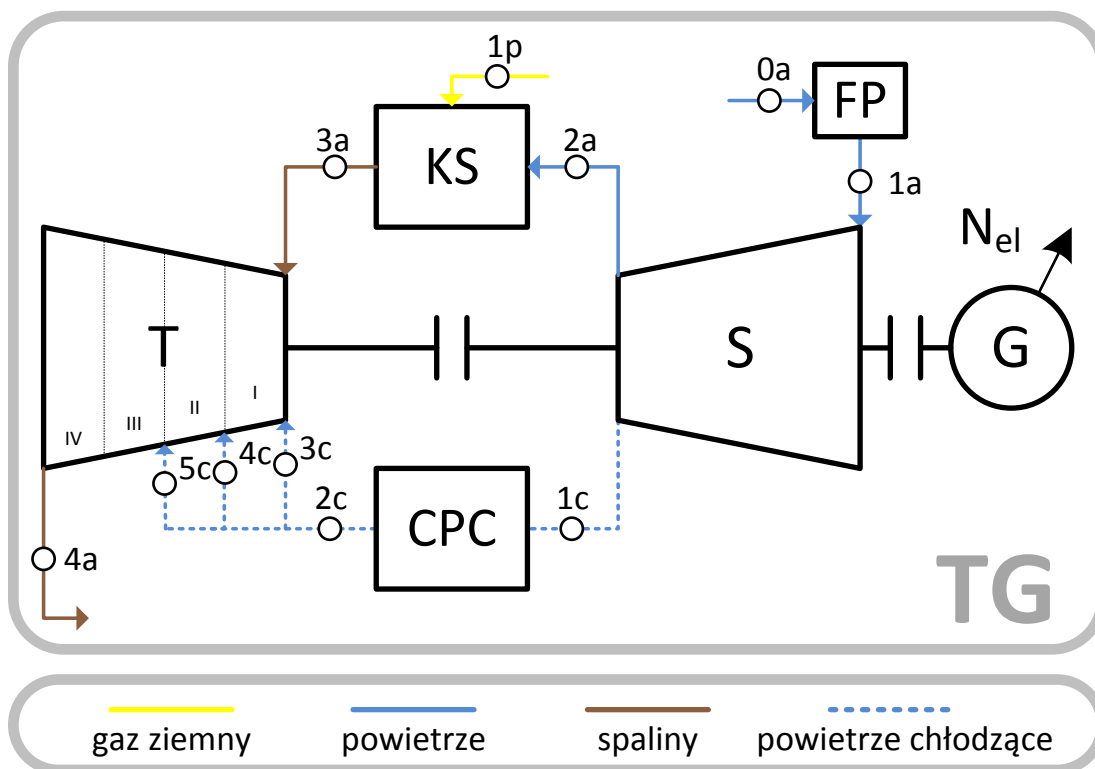 1p
0a
FP
3a
KS
2a
1a
N_el
T
S
G
I
II
III
IV
5c
4c
3c
2c
CPC
1c
4a
TG
gaz ziemny
powietrze
spaliny
powietrze chłodzące